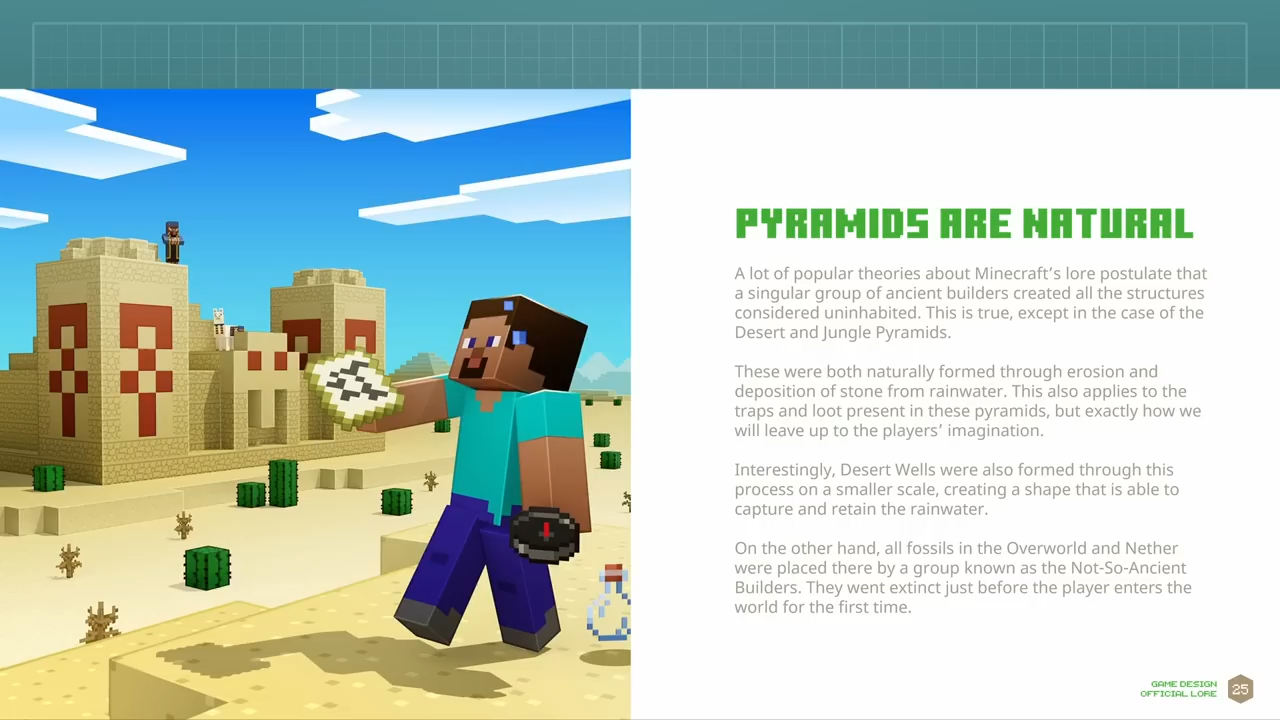 PYRAMIDS ARE NATURAL
A lot of popular theories about Minecraft's lore postulate that
a singular group of ancient builders created all the structures
considered uninhabited. This is true, except in the case of the
Desert and Jungle Pyramids.
These were both naturally formed through erosion and
deposition of stone from rainwater. This also applies to the
traps and loot present in these pyramids, but exactly how we
will leave up to the players' imagination.
Interestingly, Desert Wells were also formed through this
process on a smaller scale, creating a shape that is able to
capture and retain the rainwater.
On the other hand, all fossils in the Overworld and Nether
were placed there by a group known as the Not-So-Ancient
Builders. They went extinct just before the player enters the
world for the first time.
GAME DESIGN
OFFICIAL LORE
25